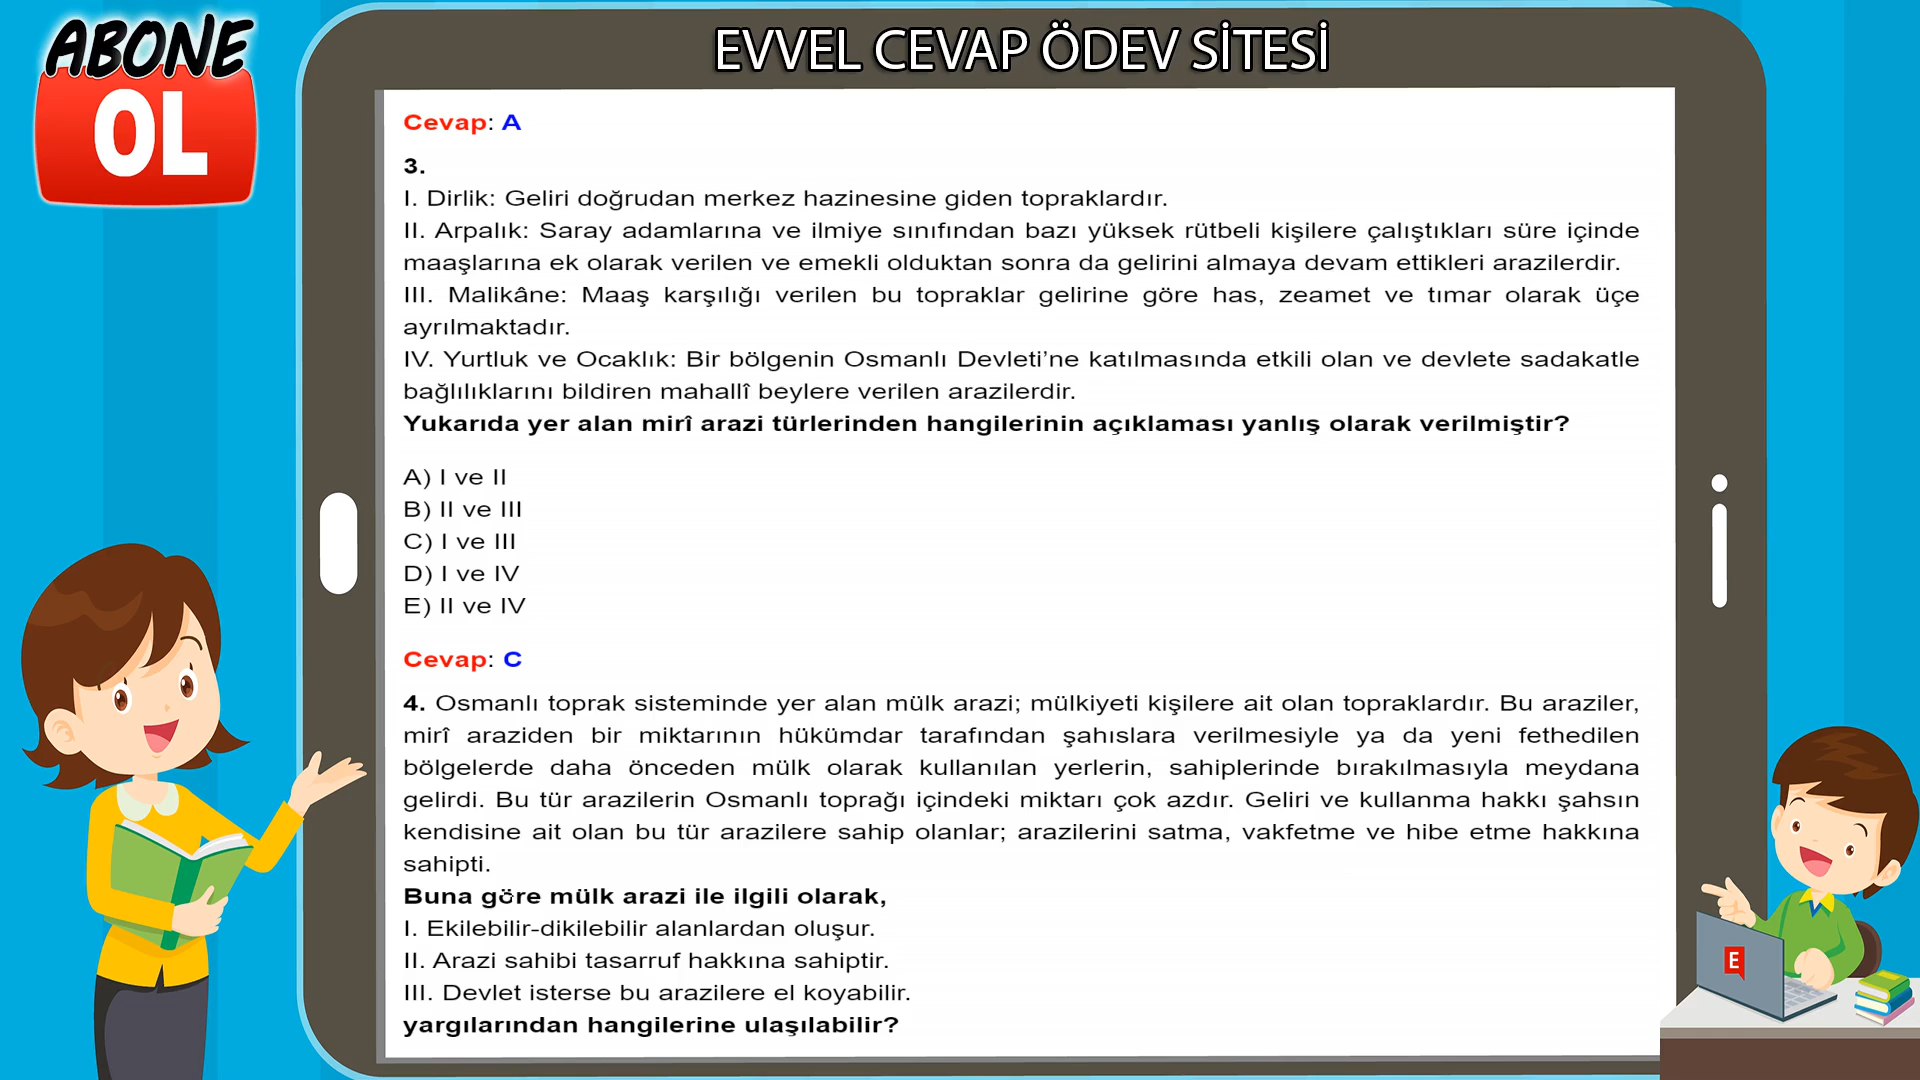 ABONE
OL
EVVEL CEVAP ÖDEV SİTESİ
Cevap: A
3.
I. Dirlik: Geliri doğrudan merkez hazinesine giden topraklardır.
II. Arpalık: Saray adamlarına ve ilmiye sınıfından bazı yüksek rütbeli kişilere çalıştıkları süre içinde
maaşlarına ek olarak verilen ve emekli olduktan sonra da gelirini almaya devam ettikleri arazilerdir.
III. Malikâne: Maaş karşılığı verilen bu topraklar gelirine göre has, zeamet ve tımar olarak üçe
ayrılmaktadır.
IV. Yurtluk ve Ocaklık: Bir bölgenin Osmanlı Devleti’ne katılmasında etkili olan ve devlete sadakatle
bağlılıklarını bildiren mahallî beylere verilen arazilerdir.
Yukarıda yer alan mirî arazi türlerinden hangilerinin açıklaması yanlış olarak verilmiştir?
A) I ve II
B) II ve III
C) I ve III
D) I ve IV
E) II ve IV
Cevap: C
4. Osmanlı toprak sisteminde yer alan mülk arazi; mülkiyeti kişilere ait olan topraklardır. Bu araziler,
mirî araziden bir miktarının hükümdar tarafından şahıslara verilmesiyle ya da yeni fethedilen
bölgelerde daha önceden mülk olarak kullanılan yerlerin, sahiplerinde bırakılmasıyla meydana
gelirdi. Bu tür arazilerin Osmanlı toprağı içindeki miktarı çok azdır. Geliri ve kullanma hakkı şahsın
kendisine ait olan bu tür arazilere sahip olanlar; arazilerini satma, vakfetme ve hibe etme hakkına
sahipti.
Buna göre mülk arazi ile ilgili olarak,
I. Ekilebilir-dikilebilir alanlardan oluşur.
II. Arazi sahibi tasarruf hakkına sahiptir.
III. Devlet isterse bu arazilere el koyabilir.
yargılarından hangilerine ulaşılabilir?
E